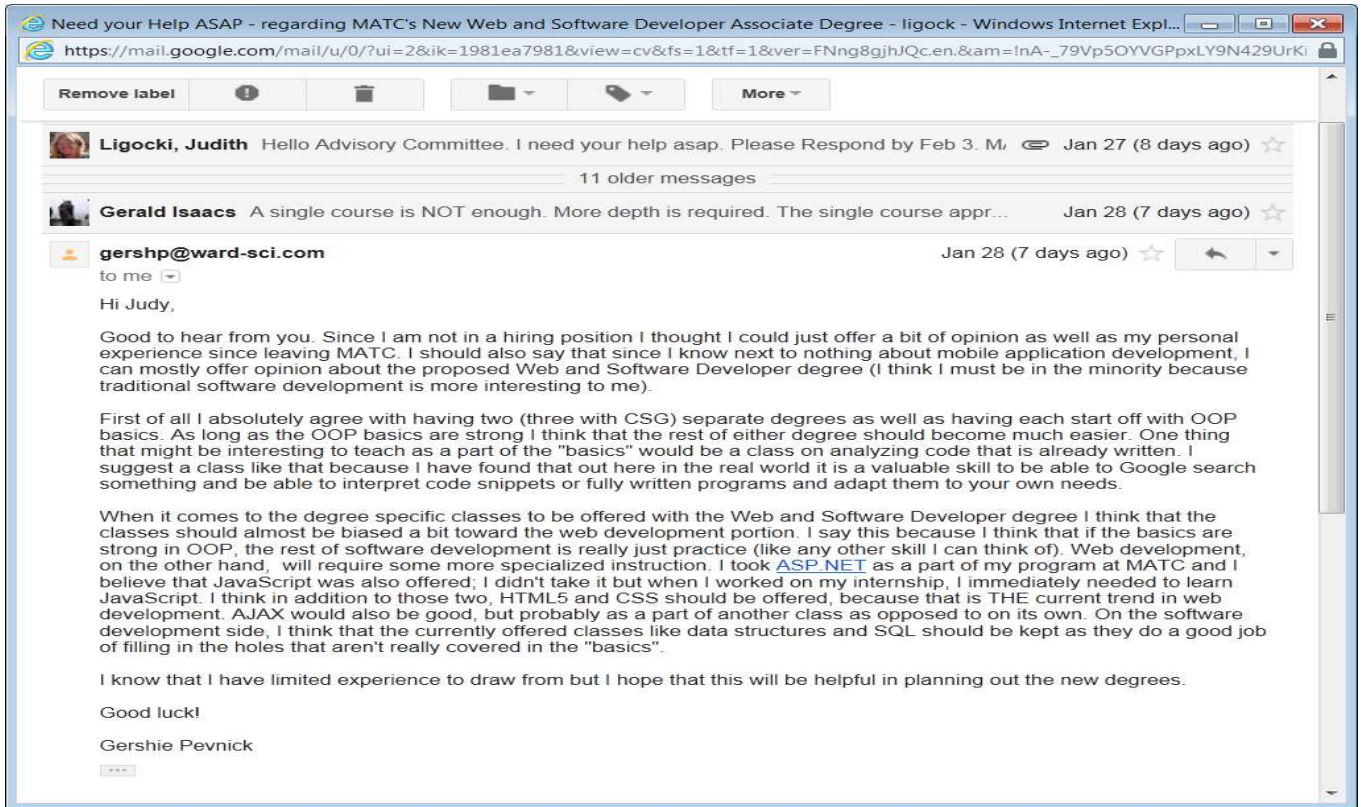 Need your Help ASAP - regarding MATC's New Web and Software Developer Associate Degree - ligock - Windows Internet Expl...
https://mail.google.com/mail/u/0/?ui=2&ik=1981ea7981&view=cv&fs=1&tf=1&ver=FNng8gjhJQc.en.&am=!nA-_79Vp5OYVGPpxLY9N429UrKi
Remove label More
Ligocki, Judith Hello Advisory Committee. I need your help asap. Please Respond by Feb 3. M Jan 27 (8 days ago)
11 older messages
Gerald Isaacs A single course is NOT enough. More depth is required. The single course appr... Jan 28 (7 days ago)
gershp@ward-sci.com Jan 28 (7 days ago)
to me
Hi Judy,
Good to hear from you. Since I am not in a hiring position I thought I could just offer a bit of opinion as well as my personal
experience since leaving MATC. I should also say that since I know next to nothing about mobile application development, I
can mostly offer opinion about the proposed Web and Software Developer degree (I think I must be in the minority because
traditional software development is more interesting to me).
First of all I absolutely agree with having two (three with CSG) separate degrees as well as having each start off with OOP
basics. As long as the OOP basics are strong I think that the rest of either degree should become much easier. One thing
that might be interesting to teach as a part of the "basics" would be a class on analyzing code that is already written. I
suggest a class like that because I have found that out here in the real world it is a valuable skill to be able to Google search
something and be able to interpret code snippets or fully written programs and adapt them to your own needs.
When it comes to the degree specific classes to be offered with the Web and Software Developer degree I think that the
classes should almost be biased a bit toward the web development portion. I say this because I think that if the basics are
strong in OOP, the rest of software development is really just practice (like any other skill I can think of). Web development,
on the other hand, will require some more specialized instruction. I took ASP.NET as a part of my program at MATC and I
believe that JavaScript was also offered; I didn't take it but when I worked on my internship, I immediately needed to learn
JavaScript. I think in addition to those two, HTML5 and CSS should be offered, because that is THE current trend in web
development. AJAX would also be good, but probably as a part of another class as opposed to on its own. On the software
development side, I think that the currently offered classes like data structures and SQL should be kept as they do a good job
of filling in the holes that aren't really covered in the "basics".
I know that I have limited experience to draw from but I hope that this will be helpful in planning out the new degrees.
Good luck!
Gershie Pevnick